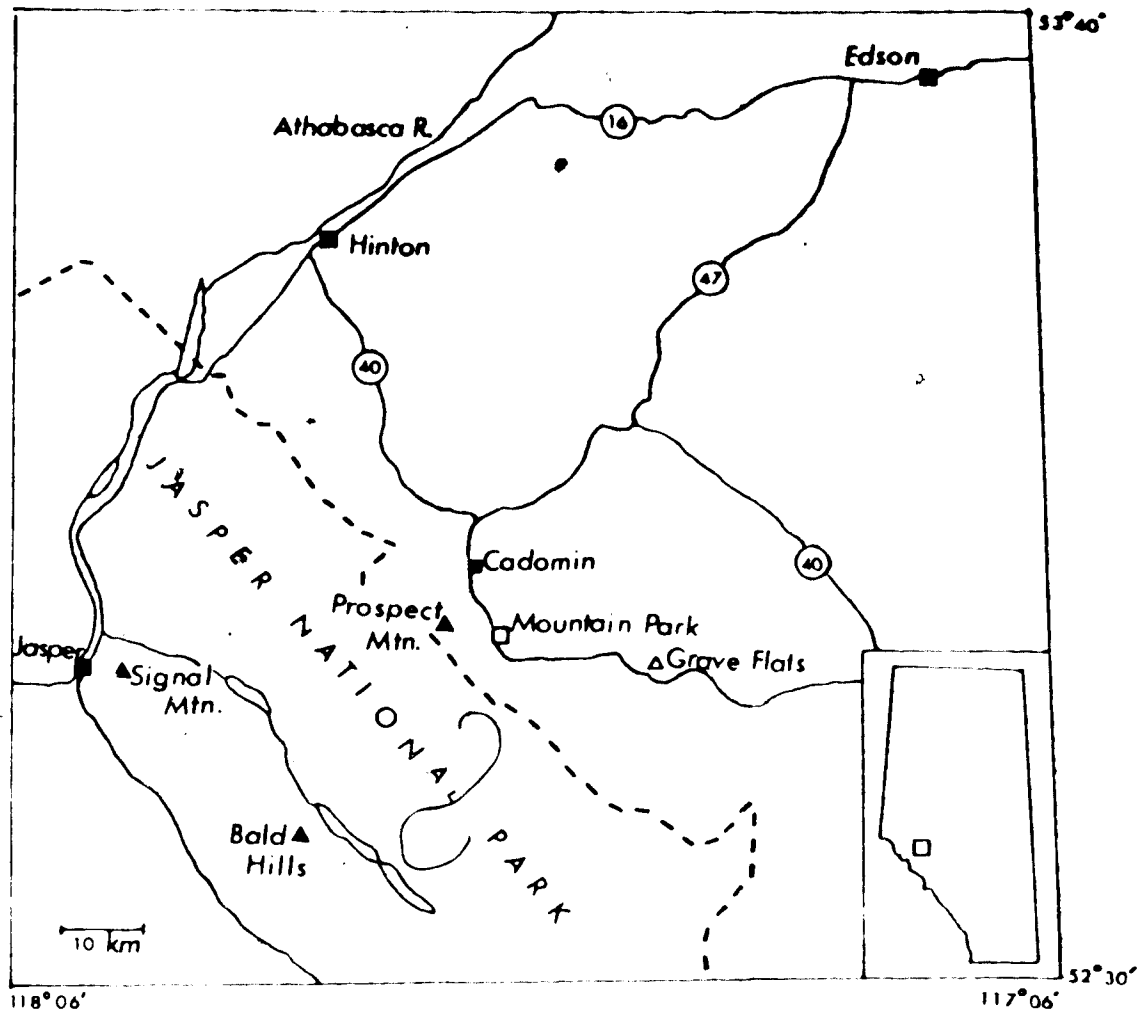 53°40'
Edson
Athabasca R.
16
Hinton
47
40
JASPER NATIONAL PARK
Cadomin
40
Prospect
Mtn.
Mountain Park
Grave Flats
Jasper
Signal
Mtn.
Bald
Hills
10 km
52°30'
118°06'
117°06'